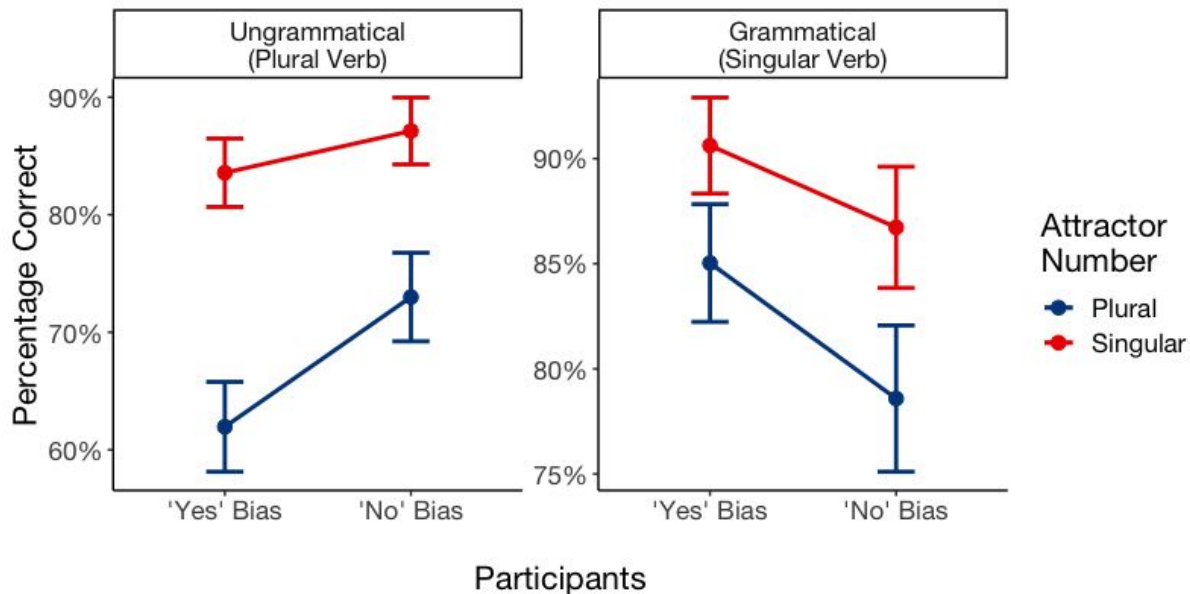 Ungrammatical
(Plural Verb)
Grammatical
(Singular Verb)
Percentage Correct
90%
80%
70%
60%
90%
85%
80%
75%
'Yes' Bias
'No' Bias
'Yes' Bias
'No' Bias
Participants
Attractor
Number
Plural
Singular